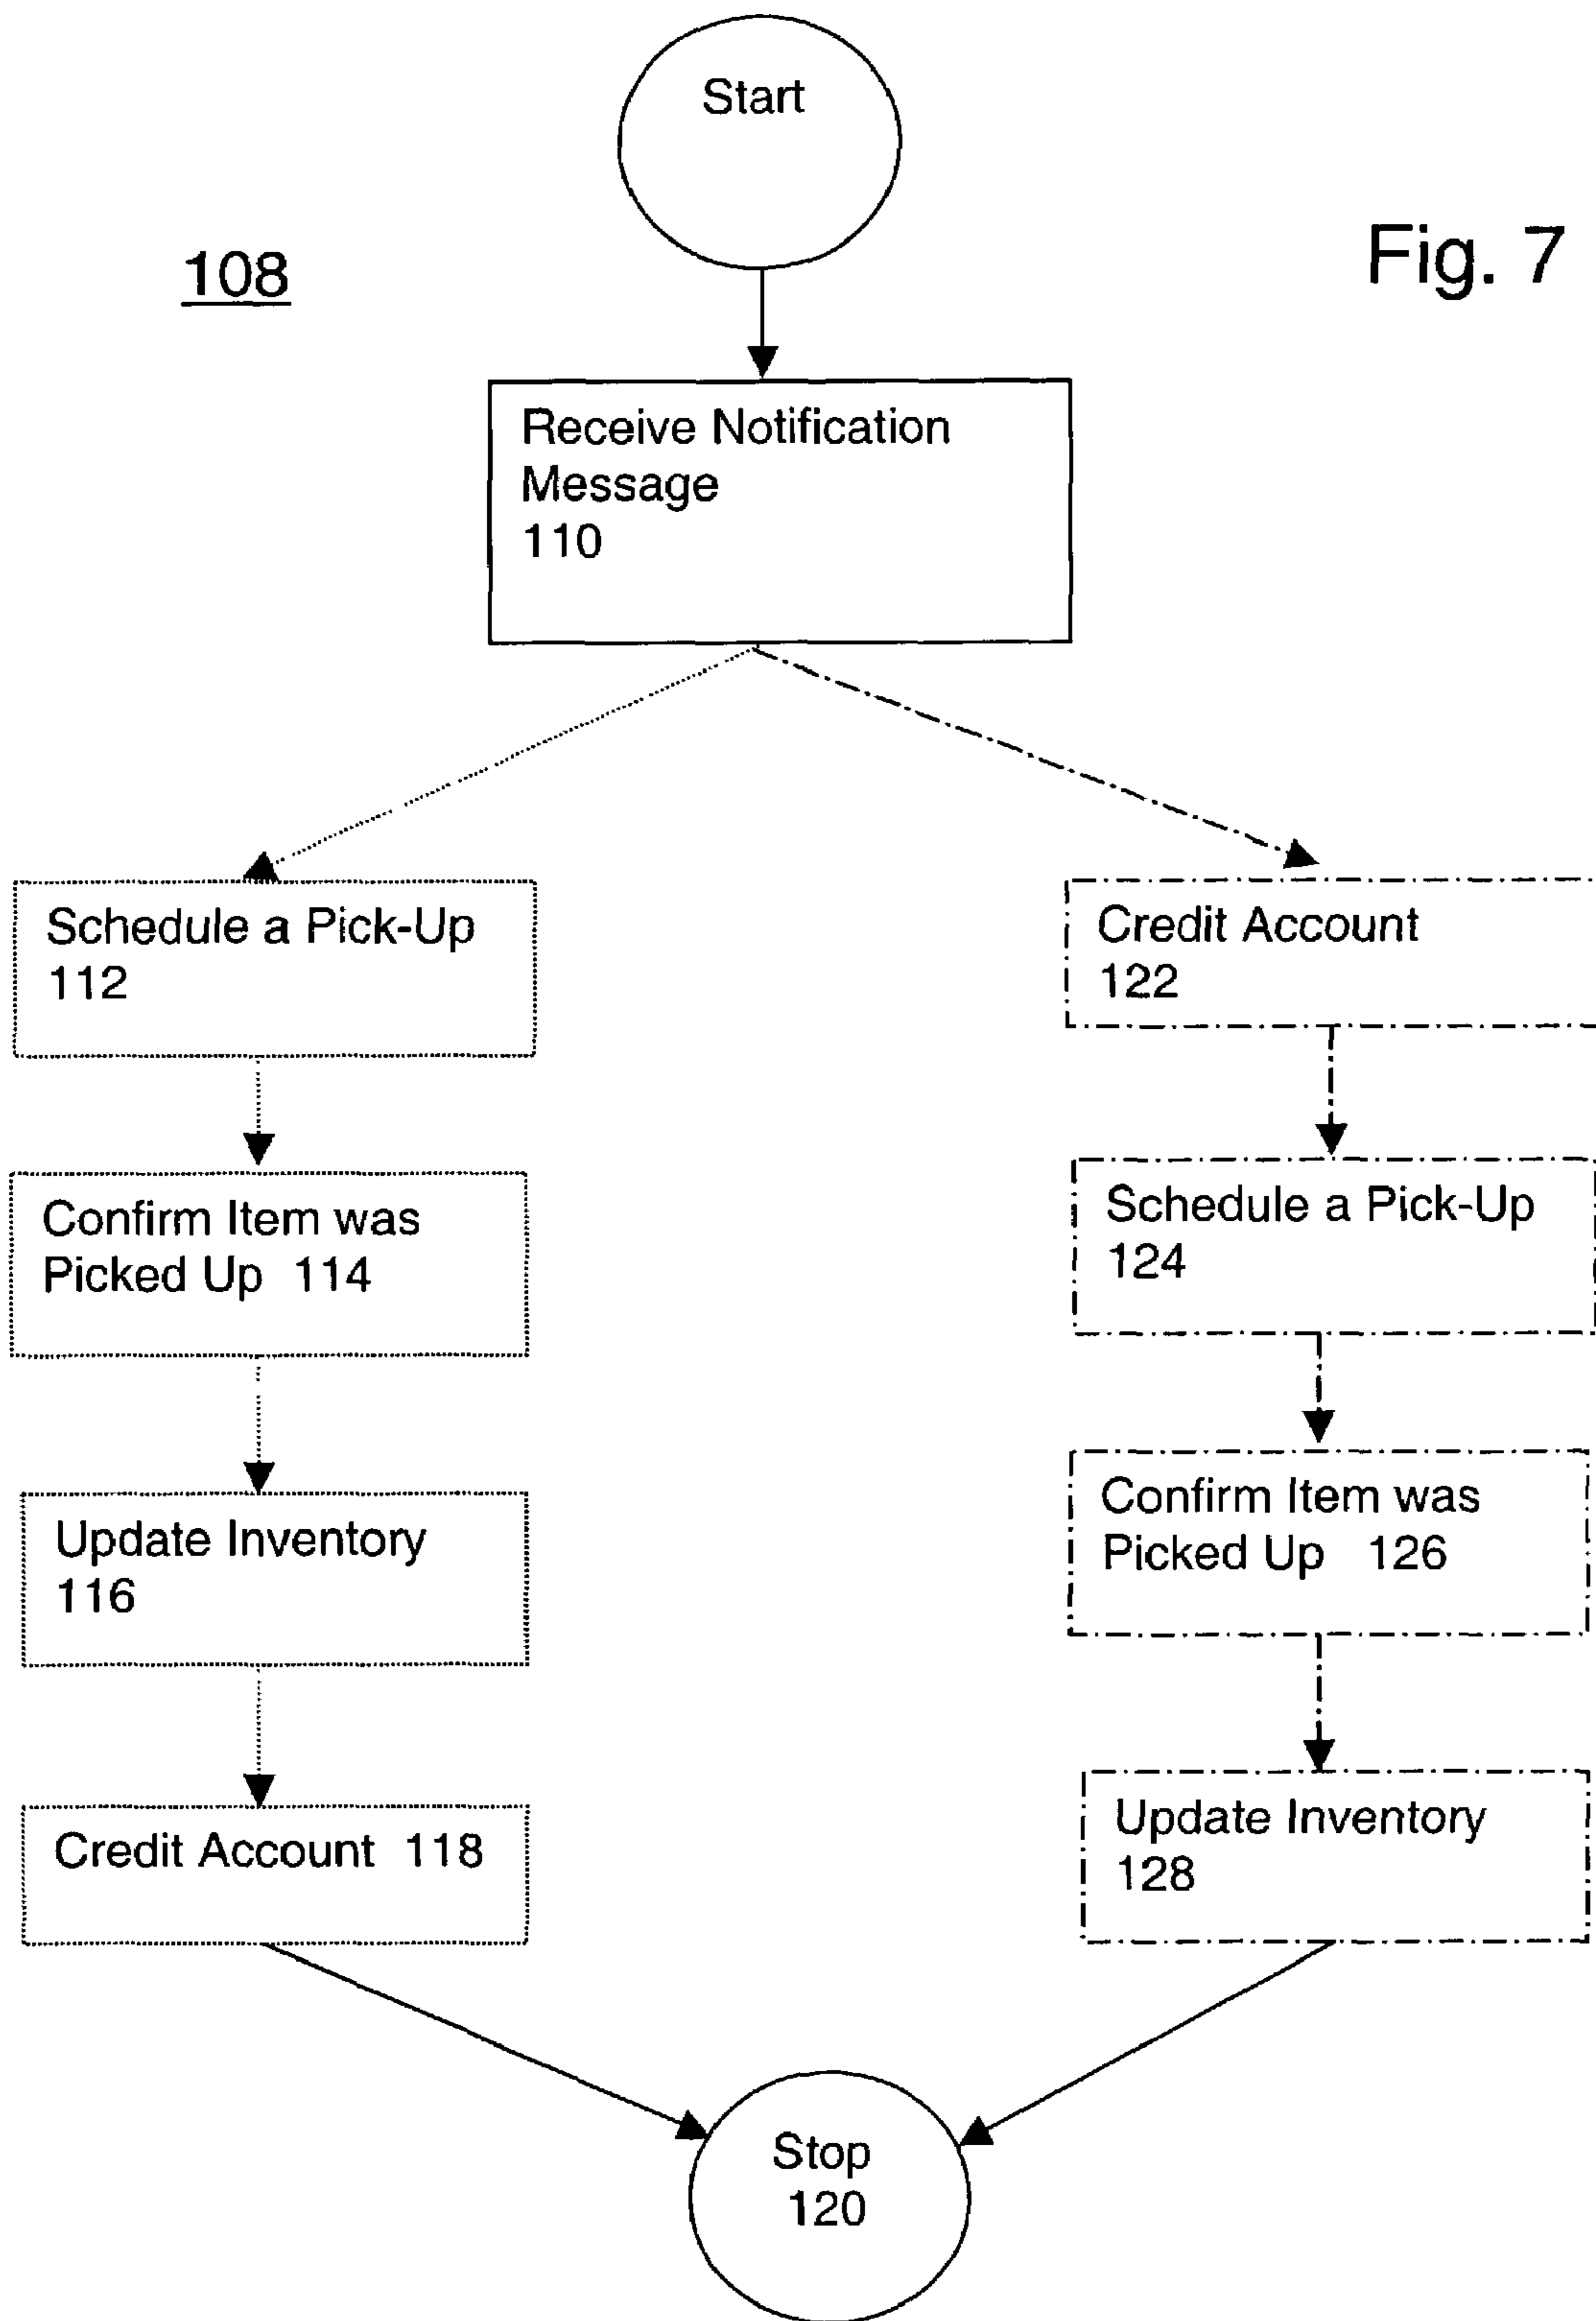 Start
108
Fig. 7
Receive Notification
Message
110
Schedule a Pick-Up
112
Confirm Item was
Picked Up 114
Update Inventory
116
Credit Account 118
Credit Account
122
Schedule a Pick-Up
124
Confirm Item was
Picked Up 126
Update Inventory
128
Stop
120